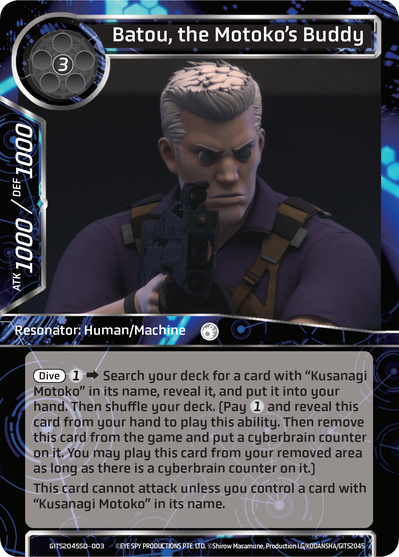 Batou, the Motoko's Buddy
3
ATK 1000 / DEF 1000
Resonator: Human/Machine
Dive 1 ➡ Search your deck for a card with "Kusanagi
Motoko" in its name, reveal it, and put it into your
hand. Then shuffle your deck. (Pay 1 and reveal this
card from your hand to play this ability. Then remove
this card from the game and put a cyberbrain counter
on it. You may play this card from your removed area
as long as there is a cyberbrain counter on it.)
This card cannot attack unless you control a card with
"Kusanagi Motoko" in its name.
GITS2045SD-003 ©EYE SPY PRODUCTIONS PTE. LTD. ©Shirow Masamune, Production I.G/KODANSHA/GITS2045